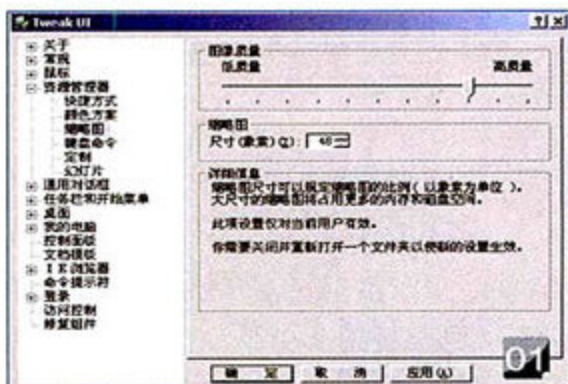 Tweak UI
关于
常规
鼠标
资源管理器
快捷方式
颜色方案
缩略图
键盘命令
定制
幻灯片
通用对话框
任务栏和开始菜单
桌面
我的电脑
控制面板
文档模板
IE浏览器
命令提示符
登录
访问控制
修复组件
图像质量
低质量 高质量
缩略图
尺寸(象素)(Z): 48
详细信息
缩略图尺寸可以规定缩略图的比例(以象素为单位)。
大尺寸的缩略图将占用更多的内存和磁盘空间。
此项设置仅对当前用户有效。
你需要关闭并重新打开一个文件夹以使新的设置生效。
确 定 取 消 应用(A)
01